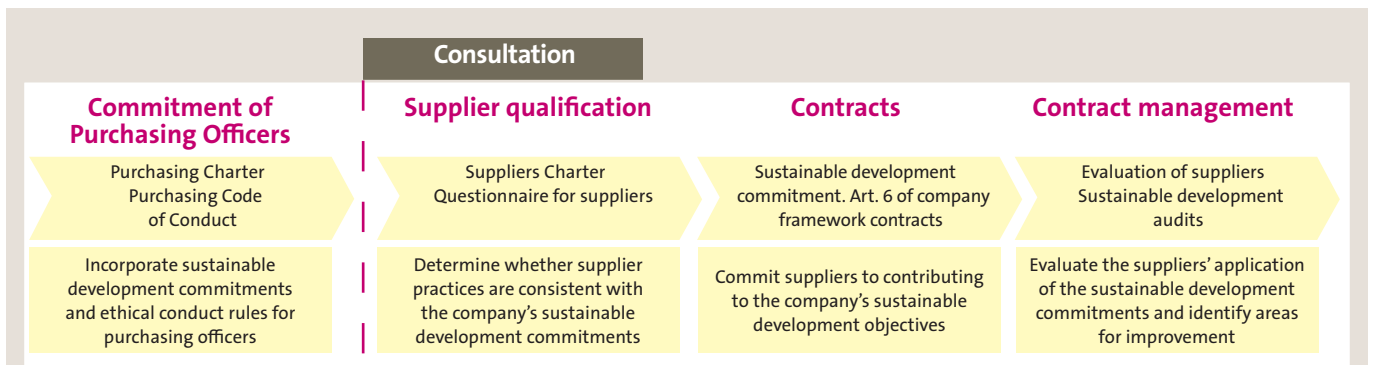 Consultation
Commitment of
Purchasing Officers
Supplier qualification
Contracts
Contract management
Purchasing Charter
Purchasing Code
of Conduct
Suppliers Charter
Questionnaire for suppliers
Sustainable development
commitment. Art. 6 of company
framework contracts
Evaluation of suppliers
Sustainable development
audits
Incorporate sustainable
development commitments
and ethical conduct rules for
purchasing officers
Determine whether supplier
practices are consistent with
the company’s sustainable
development commitments
Commit suppliers to contributing
to the company’s sustainable
development objectives
Evaluate the suppliers’ application
of the sustainable development
commitments and identify areas
for improvement